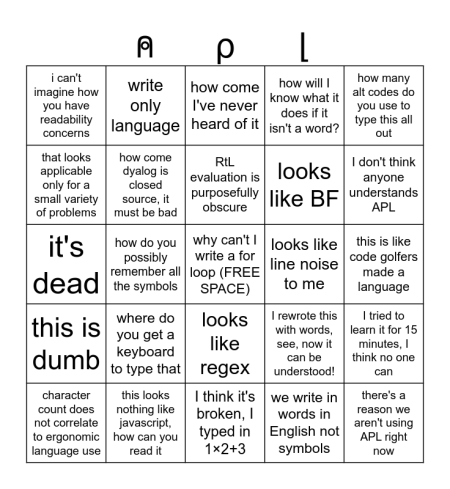 ค ρ ɭ
i can't
imagine how
you have
readability
concerns
write
only
language
how come
I've never
heard of it
how will I
know what it
does if it
isn't a word?
how many
alt codes do
you use to
type this all
out
that looks
applicable
only for a
small variety
of problems
how come
dyalog is
closed
source, it
must be bad
RtL
evaluation is
purposefully
obscure
looks
like BF
I don't think
anyone
understands
APL
it's
dead
how do you
possibly
remember all
the symbols
why can't I
write a for
loop (FREE
SPACE)
looks like
line noise
to me
this is like
code golfers
made a
language
this is
dumb
where do
you get a
keyboard
to type that
looks
like
regex
I rewrote this
with words,
see, now it
can be
understood!
I tried to
learn it for 15
minutes, I
think no one
can
character
count does
not correlate
to ergonomic
language use
this looks
nothing like
javascript,
how can you
read it
I think it's
broken, I
typed in
1×2+3
we write in
words in
English not
symbols
there's a
reason we
aren't using
APL right
now